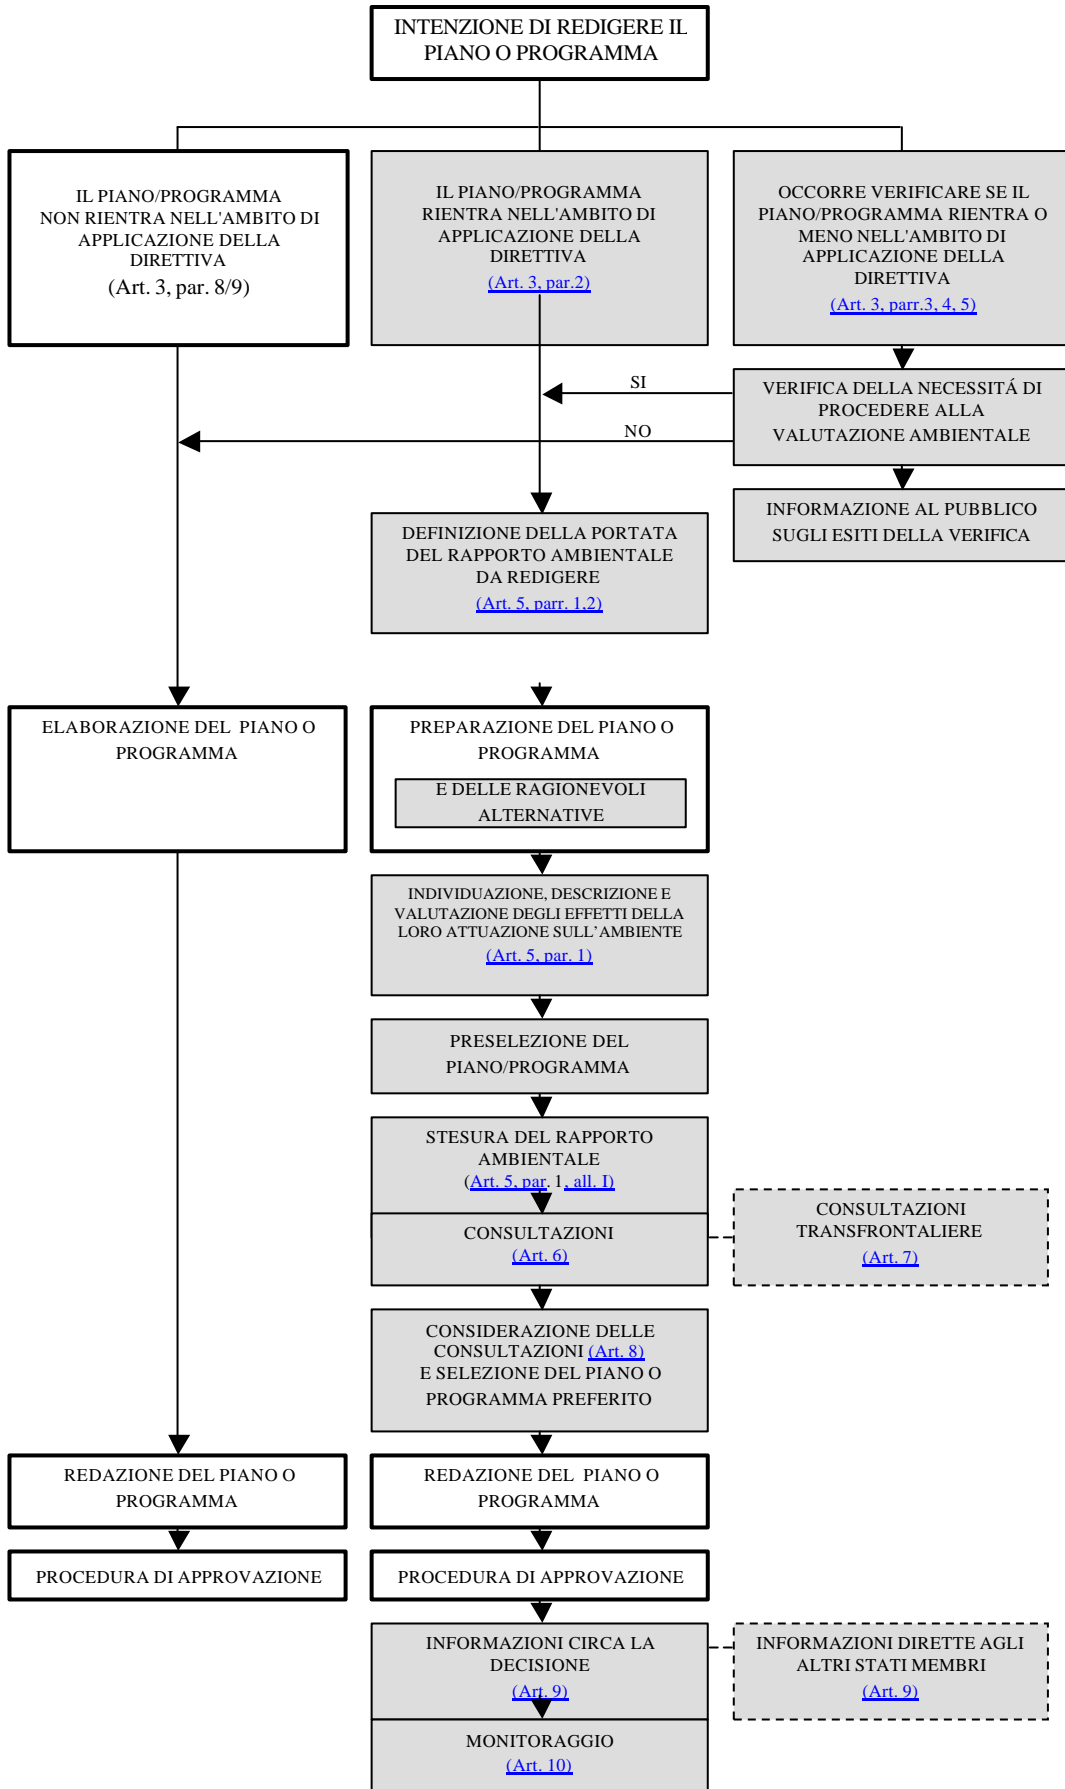 INTENZIONE DI REDIGERE IL
PIANO O PROGRAMMA
IL PIANO/PROGRAMMA
NON RIENTRA NELL'AMBITO DI
APPLICAZIONE DELLA
DIRETTIVA
(Art. 3, par. 8/9)
IL PIANO/PROGRAMMA
RIENTRA NELL'AMBITO DI
APPLICAZIONE DELLA
DIRETTIVA
(Art. 3, par.2)
OCCORRE VERIFICARE SE IL
PIANO/PROGRAMMA RIENTRA O
MENO NELL'AMBITO DI
APPLICAZIONE DELLA
DIRETTIVA
(Art. 3, parr.3, 4, 5)
SI
NO
VERIFICA DELLA NECESSITÁ DI
PROCEDERE ALLA
VALUTAZIONE AMBIENTALE
INFORMAZIONE AL PUBBLICO
SUGLI ESITI DELLA VERIFICA
DEFINIZIONE DELLA PORTATA
DEL RAPPORTO AMBIENTALE
DA REDIGERE
(Art. 5, parr. 1,2)
ELABORAZIONE DEL PIANO O
PROGRAMMA
PREPARAZIONE DEL PIANO O
PROGRAMMA
E DELLE RAGIONEVOLI
ALTERNATIVE
INDIVIDUAZIONE, DESCRIZIONE E
VALUTAZIONE DEGLI EFFETTI DELLA
LORO ATTUAZIONE SULL'AMBIENTE
(Art. 5, par. 1)
PRESELEZIONE DEL
PIANO/PROGRAMMA
STESURA DEL RAPPORTO
AMBIENTALE
(Art. 5, par. 1, all. I)
CONSULTAZIONI
(Art. 6)
CONSULTAZIONI
TRANSFRONTALIERE
(Art. 7)
CONSIDERAZIONE DELLE
CONSULTAZIONI (Art. 8)
E SELEZIONE DEL PIANO O
PROGRAMMA PREFERITO
REDAZIONE DEL PIANO O
PROGRAMMA
REDAZIONE DEL PIANO O
PROGRAMMA
PROCEDURA DI APPROVAZIONE
PROCEDURA DI APPROVAZIONE
INFORMAZIONI CIRCA LA
DECISIONE
(Art. 9)
INFORMAZIONI DIRETTE AGLI
ALTRI STATI MEMBRI
(Art. 9)
MONITORAGGIO
(Art. 10)